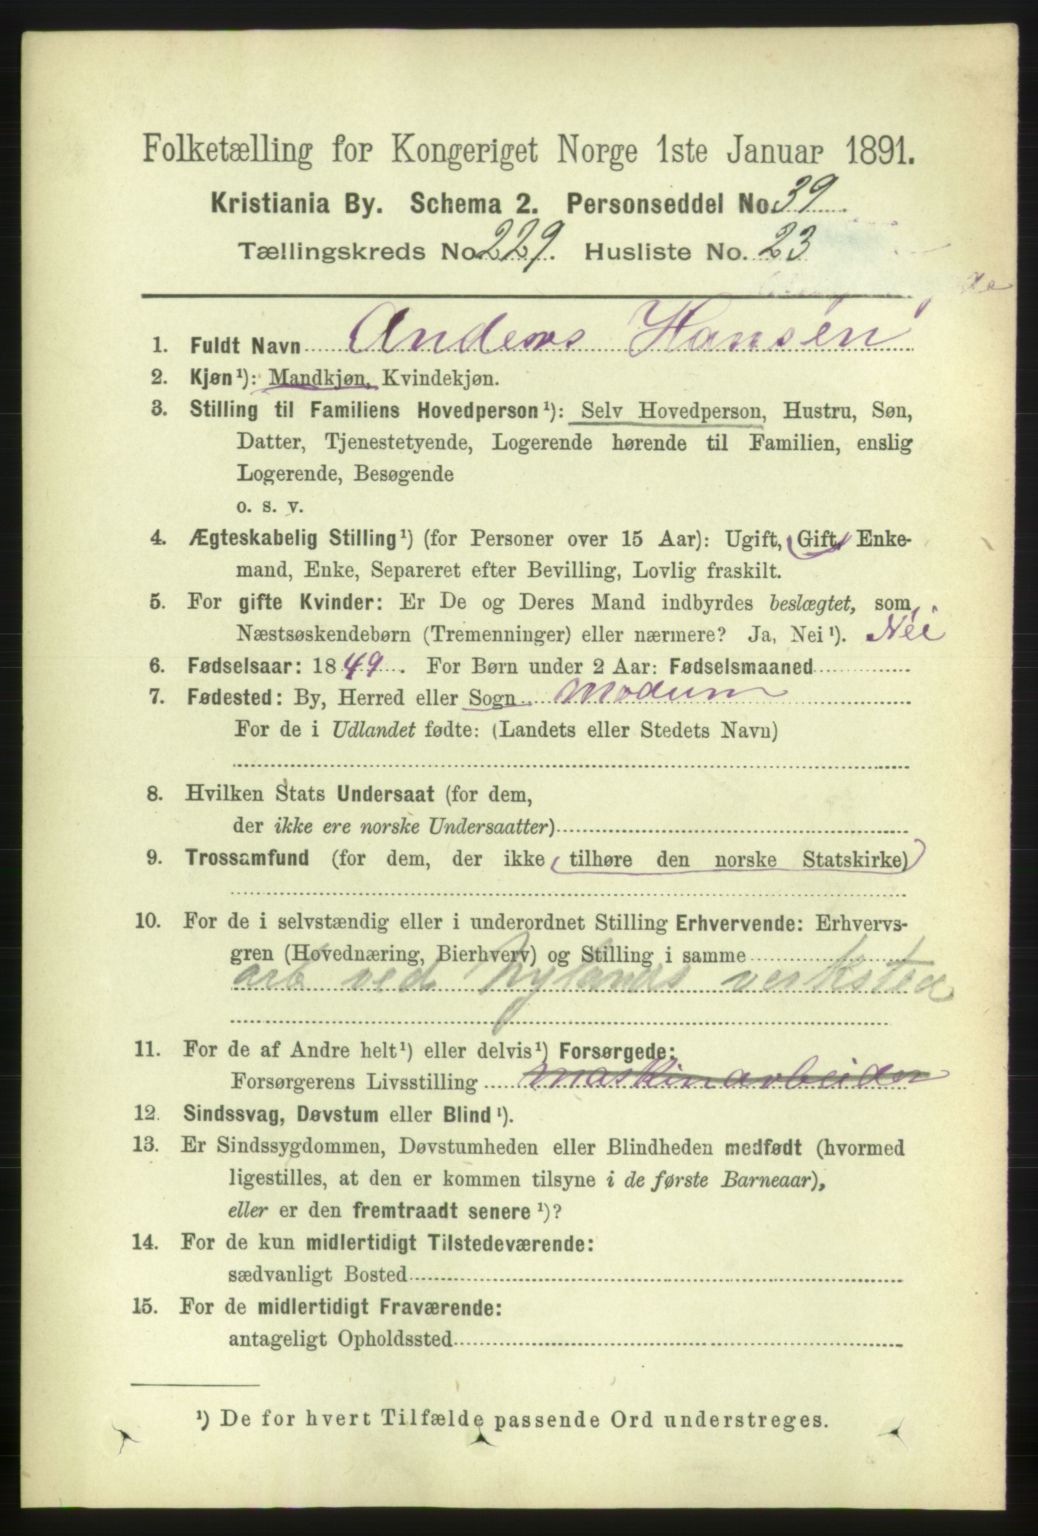 Folketælling for Kongeriget Norge 1ste Januar 1891.
Kristiania By. Schema 2. Personseddel No. 39
Tællingskreds No. 229. Husliste No. 23
1. Fuldt Navn Anders Hansen
2. Kjøn¹): Mandkjøn, Kvindekjøn.
3. Stilling til Familiens Hovedperson¹): Selv Hovedperson, Hustru, Søn,
Datter, Tjenestetyende, Logerende hørende til Familien, enslig
Logerende, Besøgende
o. s. v.
4. Ægteskabelig Stilling¹) (for Personer over 15 Aar): Ugift, Gift, Enke-
mand, Enke, Separeret efter Bevilling, Lovlig fraskilt.
5. For gifte Kvinder: Er De og Deres Mand indbyrdes beslægtet, som
Næstsøskendebørn (Tremenninger) eller nærmere? Ja, Nei¹). Nei
6. Fødselsaar: 1849. For Børn under 2 Aar: Fødselsmaaned
7. Fødested: By, Herred eller Sogn Modum
For de i Udlandet fødte: (Landets eller Stedets Navn)
8. Hvilken Stats Undersaat (for dem,
der ikke ere norske Undersaatter)
9. Trossamfund (for dem, der ikke tilhøre den norske Statskirke)
10. For de i selvstændig eller i underordnet Stilling Erhvervende: Erhvervs-
gren (Hovednæring, Bierhverv) og Stilling i samme
arb ved Nylands verksted
11. For de af Andre helt¹) eller delvis¹) Forsørgede:
Forsørgerens Livsstilling maskinarbeider
12. Sindssvag, Døvstum eller Blind¹).
13. Er Sindssygdommen, Døvstumheden eller Blindheden medfødt (hvormed
ligestilles, at den er kommen tilsyne i de første Barneaar),
eller er den fremtraadt senere¹)?
14. For de kun midlertidigt Tilstedeværende:
sædvanligt Bosted
15. For de midlertidigt Fraværende:
antageligt Opholdssted
¹) De for hvert Tilfælde passende Ord understreges.